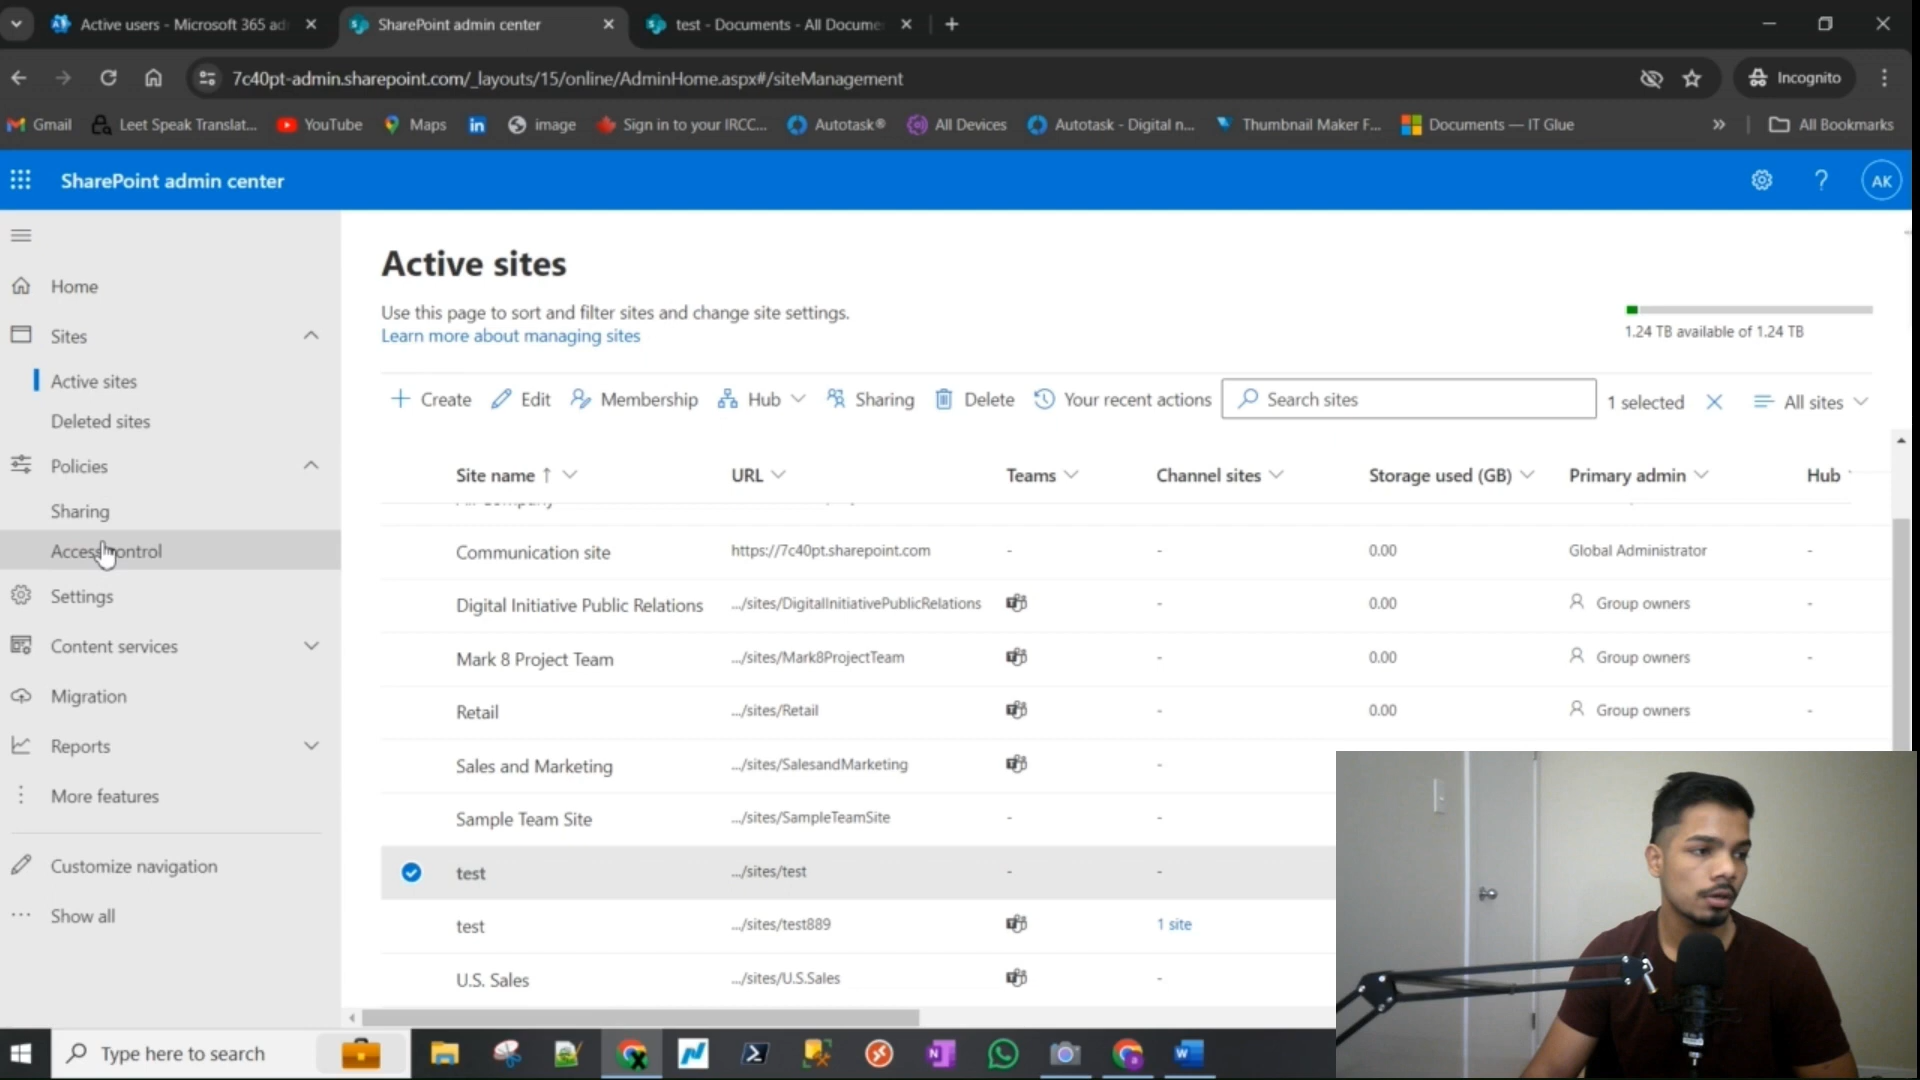 Active users - Microsoft 365 ad
SharePoint admin center
test - Documents - All Docume
7c40pt-admin.sharepoint.com/_layouts/15/online/AdminHome.aspx#/siteManagement
Incognito
Gmail
Leet Speak Translat...
YouTube
Maps
in
image
Sign in to your IRCC...
Autotask®
All Devices
Autotask - Digital n...
Thumbnail Maker F...
Documents — IT Glue
»
All Bookmarks
SharePoint admin center
?
AK
Home
Sites
Active sites
Deleted sites
Policies
Sharing
Access control
Settings
Content services
Migration
Reports
More features
Customize navigation
Show all
Active sites
Use this page to sort and filter sites and change site settings.
Learn more about managing sites
1.24 TB available of 1.24 TB
Create Edit Membership Hub Sharing Delete Your recent actions Search sites 1 selected All sites
Site name ↑ URL Teams Channel sites Storage used (GB) Primary admin Hub
Communication site https://7c40pt.sharepoint.com - - 0.00 Global Administrator -
Digital Initiative Public Relations .../sites/DigitalInitiativePublicRelations - 0.00 Group owners -
Mark 8 Project Team .../sites/Mark8ProjectTeam - 0.00 Group owners -
Retail .../sites/Retail - 0.00 Group owners -
Sales and Marketing .../sites/SalesandMarketing -
Sample Team Site .../sites/SampleTeamSite - -
test .../sites/test - -
test .../sites/test889 1 site
U.S. Sales .../sites/U.S.Sales -
Type here to search